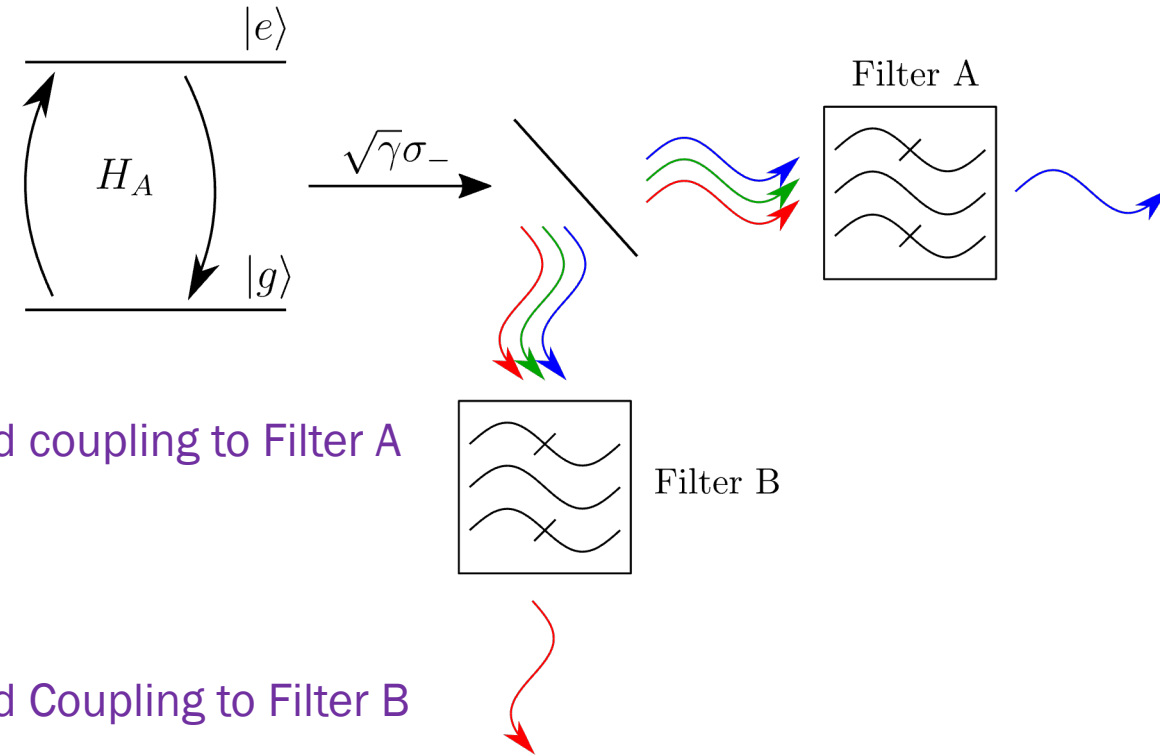 |e⟩
Filter A
H_A
√γσ₋
|g⟩
d coupling to Filter A
Filter B
d Coupling to Filter B